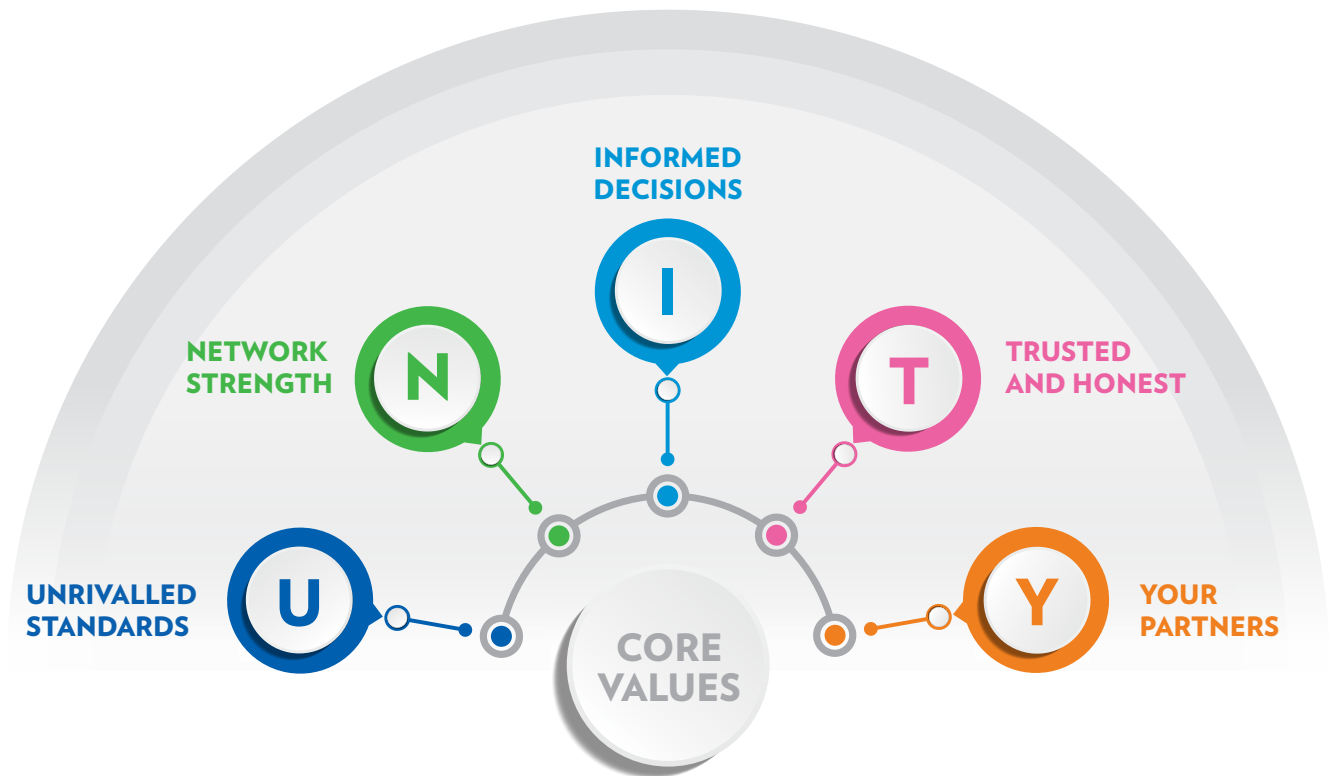 INFORMED
DECISIONS
I
NETWORK
STRENGTH
N
TRUSTED
AND HONEST
T
UNRIVALLED
STANDARDS
U
YOUR
PARTNERS
Y
CORE
VALUES